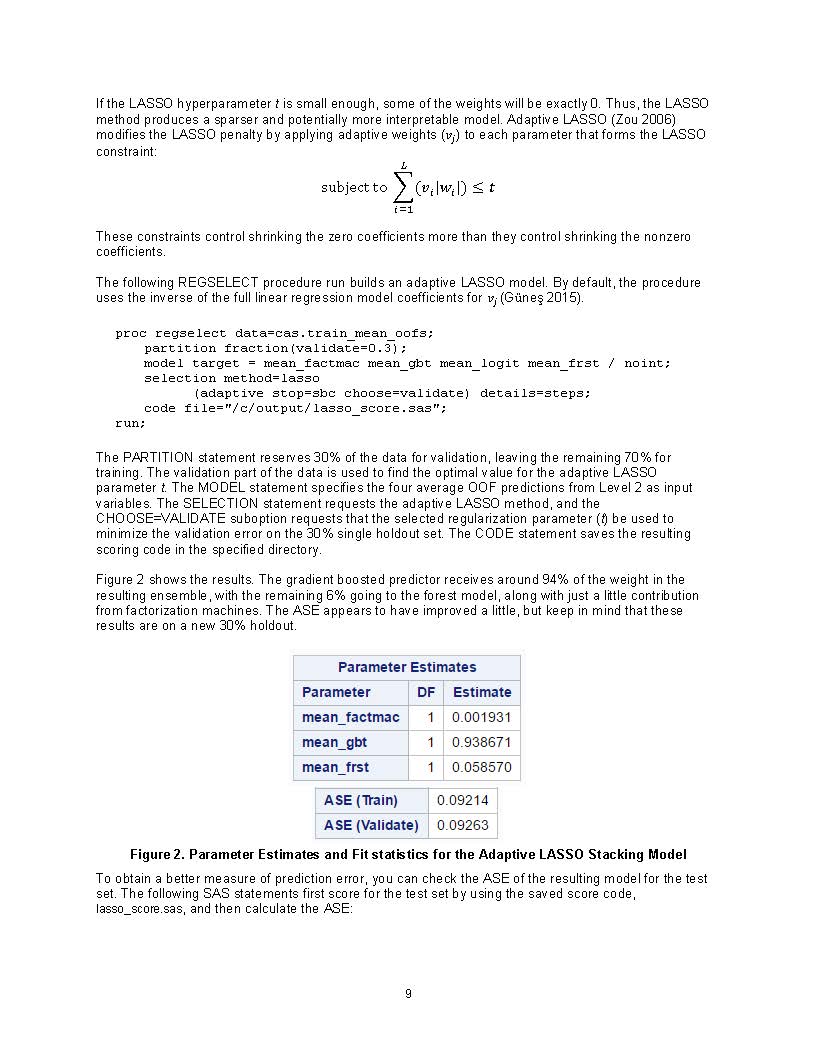 If the LASSO hyperparameter t is small enough, some of the weights will be exactly 0. Thus, the LASSO
method produces a sparser and potentially more interpretable model. Adaptive LASSO (Zou 2006)
modifies the LASSO penalty by applying adaptive weights (vj) to each parameter that forms the LASSO
constraint:
subject to ∑_{i=1}^{L} (v_i|w_i|) ≤ t
These constraints control shrinking the zero coefficients more than they control shrinking the nonzero
coefficients.
The following REGSELECT procedure run builds an adaptive LASSO model. By default, the procedure
uses the inverse of the full linear regression model coefficients for vj (Güneş 2015).
proc regselect data=cas.train_mean_oofs;
partition fraction(validate=0.3);
model target = mean_factmac mean_gbt mean_logit mean_frst / noint;
selection method=lasso
(adaptive stop=sbc choose=validate) details=steps;
code file="/c/output/lasso_score.sas";
run;
The PARTITION statement reserves 30% of the data for validation, leaving the remaining 70% for
training. The validation part of the data is used to find the optimal value for the adaptive LASSO
parameter t. The MODEL statement specifies the four average OOF predictions from Level 2 as input
variables. The SELECTION statement requests the adaptive LASSO method, and the
CHOOSE=VALIDATE suboption requests that the selected regularization parameter (t) be used to
minimize the validation error on the 30% single holdout set. The CODE statement saves the resulting
scoring code in the specified directory.
Figure 2 shows the results. The gradient boosted predictor receives around 94% of the weight in the
resulting ensemble, with the remaining 6% going to the forest model, along with just a little contribution
from factorization machines. The ASE appears to have improved a little, but keep in mind that these
results are on a new 30% holdout.
Parameter Estimates
Parameter DF Estimate
mean_factmac 1 0.001931
mean_gbt 1 0.938671
mean_frst 1 0.058570
ASE (Train) 0.09214
ASE (Validate) 0.09263
Figure 2. Parameter Estimates and Fit statistics for the Adaptive LASSO Stacking Model
To obtain a better measure of prediction error, you can check the ASE of the resulting model for the test
set. The following SAS statements first score for the test set by using the saved score code,
lasso_score.sas, and then calculate the ASE:
9